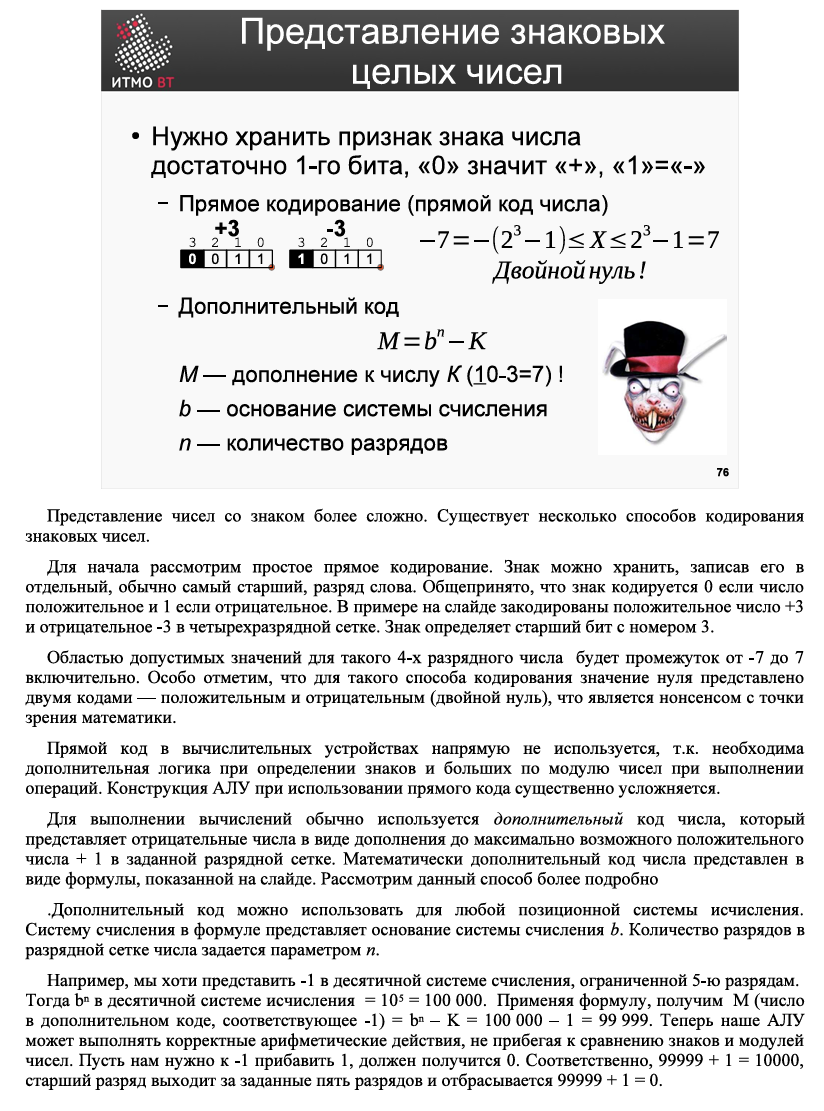 Представление знаковых
целых чисел
ИТМО ВТ
• Нужно хранить признак знака числа
достаточно 1-го бита, «0» значит «+», «1»=«-»
– Прямое кодирование (прямой код числа)
+3 -3
3 2 1 0 3 2 1 0
0 0 1 1 1 0 1 1
−7=−(2³−1)≤X≤2³−1=7
Двойной нуль!
– Дополнительный код
M=bⁿ−K
M — дополнение к числу К (10-3=7) !
b — основание системы счисления
n — количество разрядов
76
Представление чисел со знаком более сложно. Существует несколько способов кодирования
знаковых чисел.
Для начала рассмотрим простое прямое кодирование. Знак можно хранить, записав его в
отдельный, обычно самый старший, разряд слова. Общепринято, что знак кодируется 0 если число
положительное и 1 если отрицательное. В примере на слайде закодированы положительное число +3
и отрицательное -3 в четырехразрядной сетке. Знак определяет старший бит с номером 3.
Областью допустимых значений для такого 4-х разрядного числа будет промежуток от -7 до 7
включительно. Особо отметим, что для такого способа кодирования значение нуля представлено
двумя кодами — положительным и отрицательным (двойной нуль), что является нонсенсом с точки
зрения математики.
Прямой код в вычислительных устройствах напрямую не используется, т.к. необходима
дополнительная логика при определении знаков и больших по модулю чисел при выполнении
операций. Конструкция АЛУ при использовании прямого кода существенно усложняется.
Для выполнении вычислений обычно используется дополнительный код числа, который
представляет отрицательные числа в виде дополнения до максимально возможного положительного
числа + 1 в заданной разрядной сетке. Математически дополнительный код числа представлен в
виде формулы, показанной на слайде. Рассмотрим данный способ более подробно
.Дополнительный код можно использовать для любой позиционной системы исчисления.
Систему счисления в формуле представляет основание системы счисления b. Количество разрядов в
разрядной сетке числа задается параметром n.
Например, мы хоти представить -1 в десятичной системе счисления, ограниченной 5-ю разрядам.
Тогда bⁿ в десятичной системе исчисления = 10⁵ = 100 000. Применяя формулу, получим М (число
в дополнительном коде, соответствующее -1) = bⁿ – K = 100 000 – 1 = 99 999. Теперь наше АЛУ
может выполнять корректные арифметические действия, не прибегая к сравнению знаков и модулей
чисел. Пусть нам нужно к -1 прибавить 1, должен получится 0. Соответственно, 99999 + 1 = 10000,
старший разряд выходит за заданные пять разрядов и отбрасывается 99999 + 1 = 0.